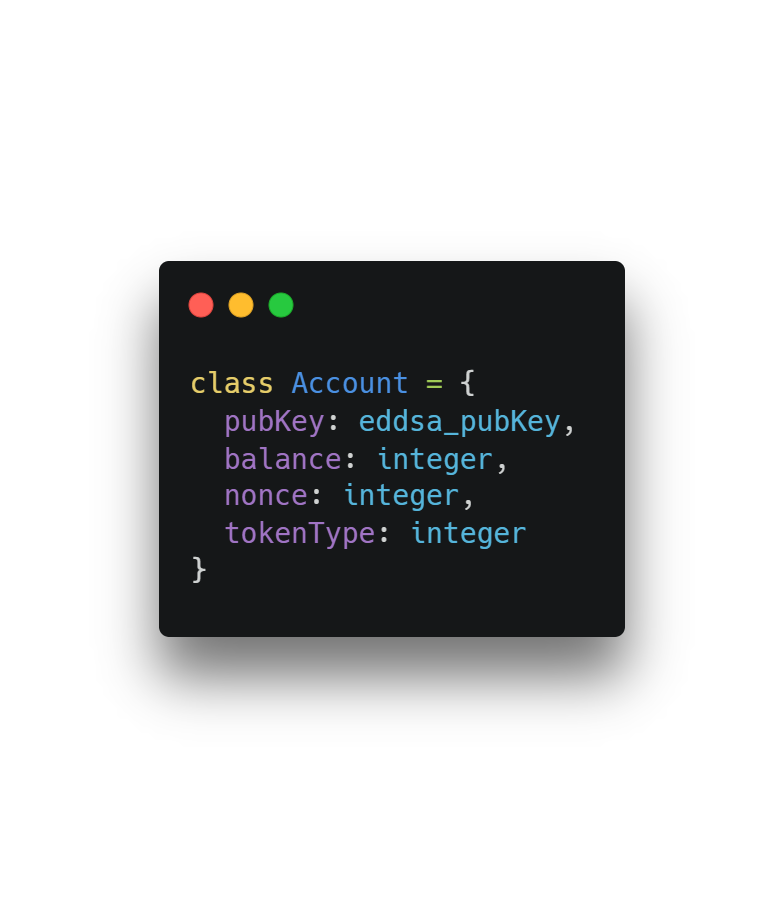 class Account = {
  pubKey: eddsa_pubKey,
  balance: integer,
  nonce: integer,
  tokenType: integer
}